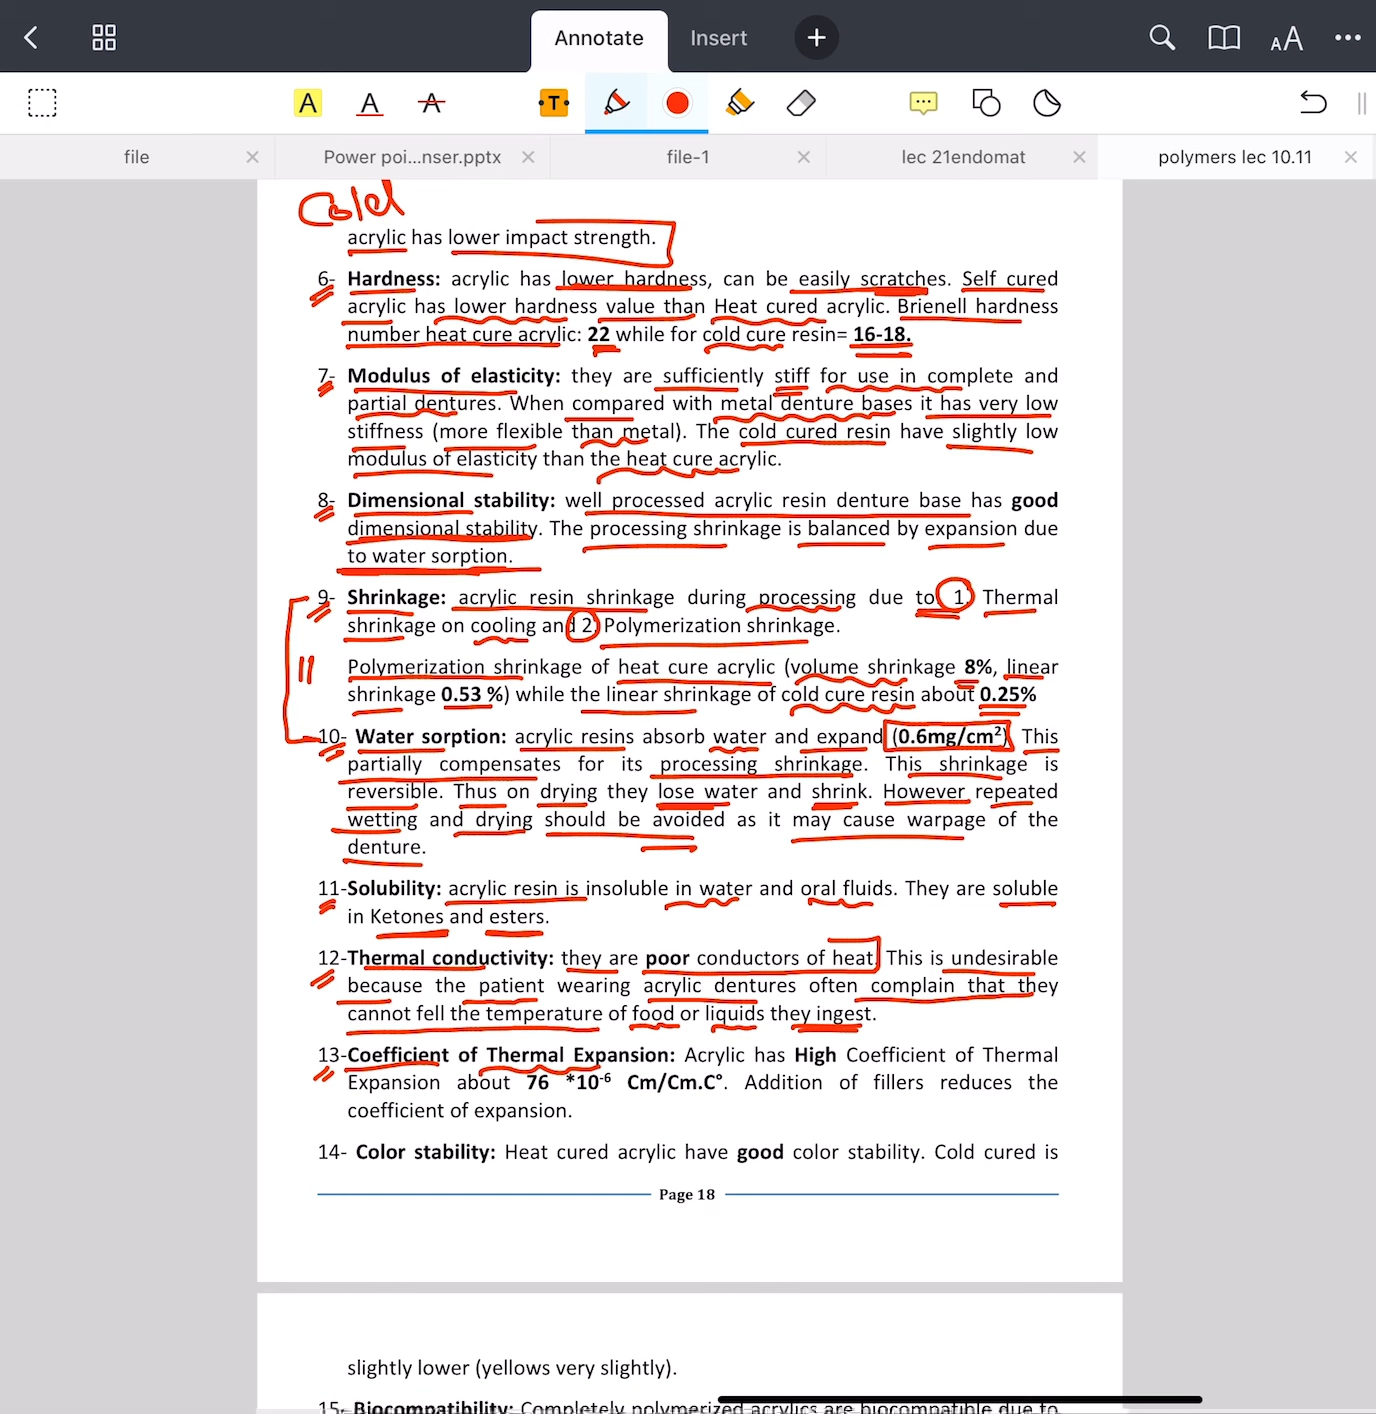 Annotate
Insert
A A A T AA
file
Power poi...nser.pptx
file-1
lec 21endomat
polymers lec 10.11
Cold
acrylic has lower impact strength.
6- Hardness: acrylic has lower hardness, can be easily scratches. Self cured
acrylic has lower hardness value than Heat cured acrylic. Brienell hardness
number heat cure acrylic: 22 while for cold cure resin= 16-18.
7- Modulus of elasticity: they are sufficiently stiff for use in complete and
partial dentures. When compared with metal denture bases it has very low
stiffness (more flexible than metal). The cold cured resin have slightly low
modulus of elasticity than the heat cure acrylic.
8- Dimensional stability: well processed acrylic resin denture base has good
dimensional stability. The processing shrinkage is balanced by expansion due
to water sorption.
9- Shrinkage: acrylic resin shrinkage during processing due to 1. Thermal
shrinkage on cooling and 2. Polymerization shrinkage.
Polymerization shrinkage of heat cure acrylic (volume shrinkage 8%, linear
shrinkage 0.53 %) while the linear shrinkage of cold cure resin about 0.25%
10- Water sorption: acrylic resins absorb water and expand (0.6mg/cm²) This
partially compensates for its processing shrinkage. This shrinkage is
reversible. Thus on drying they lose water and shrink. However repeated
wetting and drying should be avoided as it may cause warpage of the
denture.
11-Solubility: acrylic resin is insoluble in water and oral fluids. They are soluble
in Ketones and esters.
12-Thermal conductivity: they are poor conductors of heat. This is undesirable
because the patient wearing acrylic dentures often complain that they
cannot fell the temperature of food or liquids they ingest.
13-Coefficient of Thermal Expansion: Acrylic has High Coefficient of Thermal
Expansion about 76 *10⁻⁶ Cm/Cm.C°. Addition of fillers reduces the
coefficient of expansion.
14- Color stability: Heat cured acrylic have good color stability. Cold cured is
Page 18
slightly lower (yellows very slightly).
15- Biocompatibility: Completely polymerized acrylics are biocompatible due to